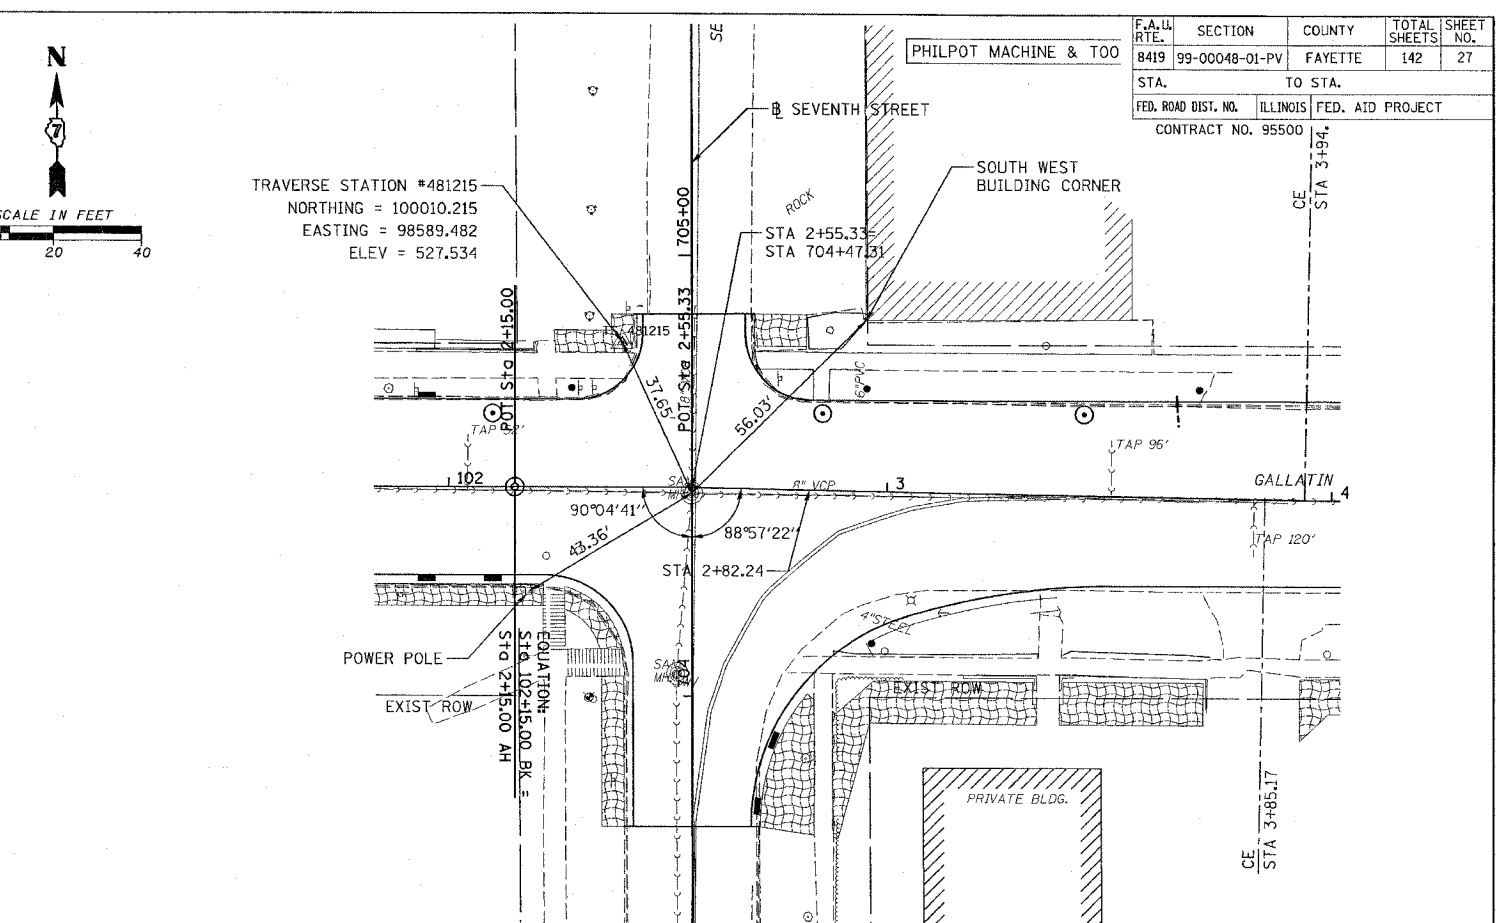 F.A.U. RTE.
SECTION
COUNTY
TOTAL SHEETS
SHEET NO.
8419
99-00048-01-PV
FAYETTE
142
27
STA.
TO STA.
FED. ROAD DIST. NO.
ILLINOIS
FED. AID PROJECT
CONTRACT NO. 95500
N
7
SCALE IN FEET
20
40
SE
PHILPOT MACHINE & TOO
B SEVENTH STREET
SOUTH WEST
BUILDING CORNER
CE
STA 3+94.
TRAVERSE STATION #481215
NORTHING = 100010.215
EASTING = 98589.482
ELEV = 527.534
705+00
ROCK
STA 2+55.33=
STA 704+47.31
POT Sta 2+15.00
POT Sta 2+55.33
481215
37.65'
56.03'
6"PVC
TAP 92'
TAP 96'
102
SAN
MH
8" VCP
3
GALLATIN
4
90°04'41"
88°57'22"
43.36'
STA 2+82.24
TAP 120'
4"STEEL
POWER POLE
EQUATION:
Sta 102+15.00 BK =
Sta 2+15.00 AH
SAN
MH
704
EXIST ROW
EXIST ROW
PRIVATE BLDG.
CE
STA 3+85.17